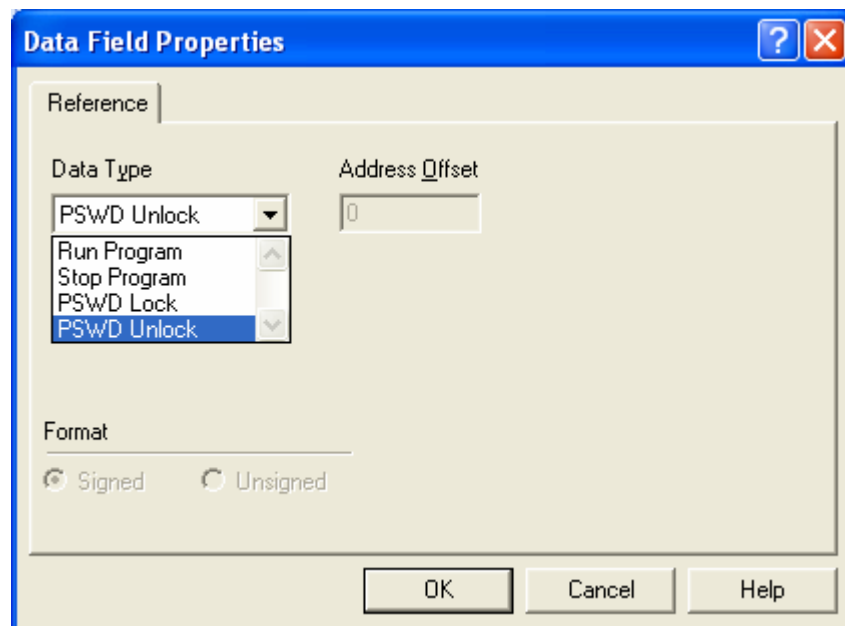 Data Field Properties
Reference
Data Type
Address Offset
PSWD Unlock
0
Run Program
Stop Program
PSWD Lock
PSWD Unlock
Format
Signed Unsigned
OK Cancel Help